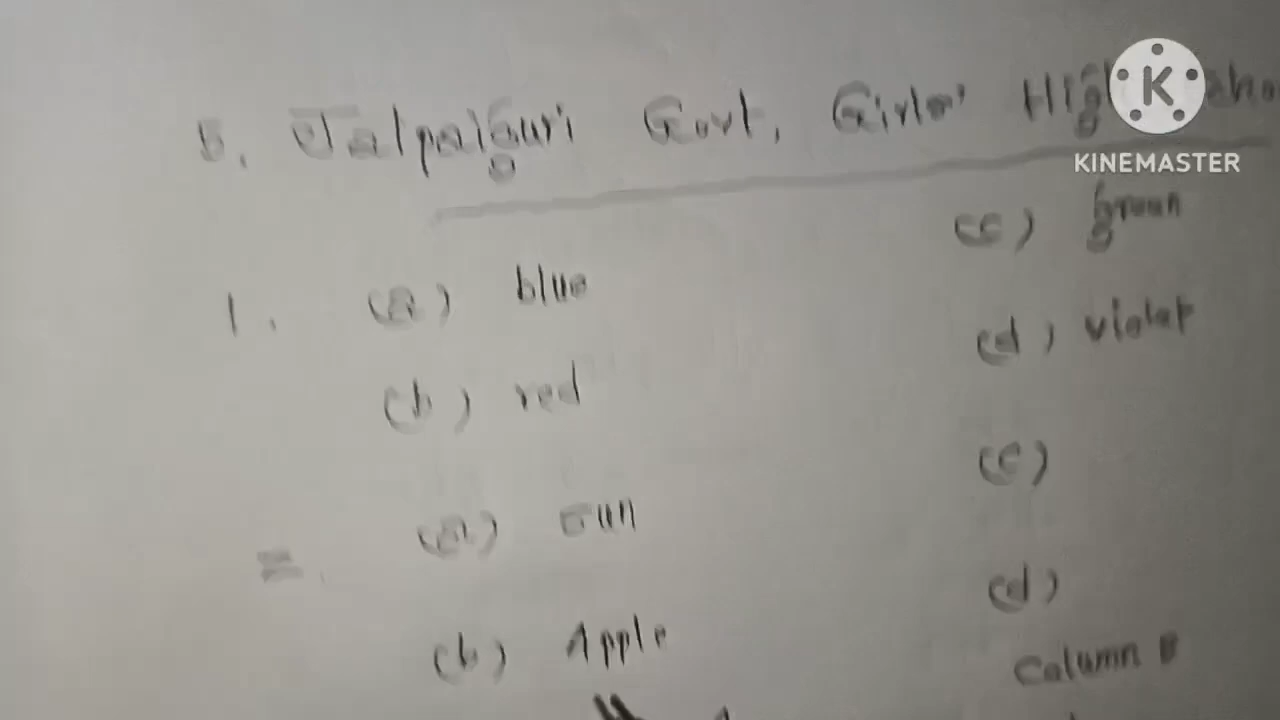 5. Jalpaiguri Govt, Girls' High
KINEMASTER
1. (a) blue (c) green
(b) red (d) violet
(a) sun (c)
(b) Apple (d)
Column B